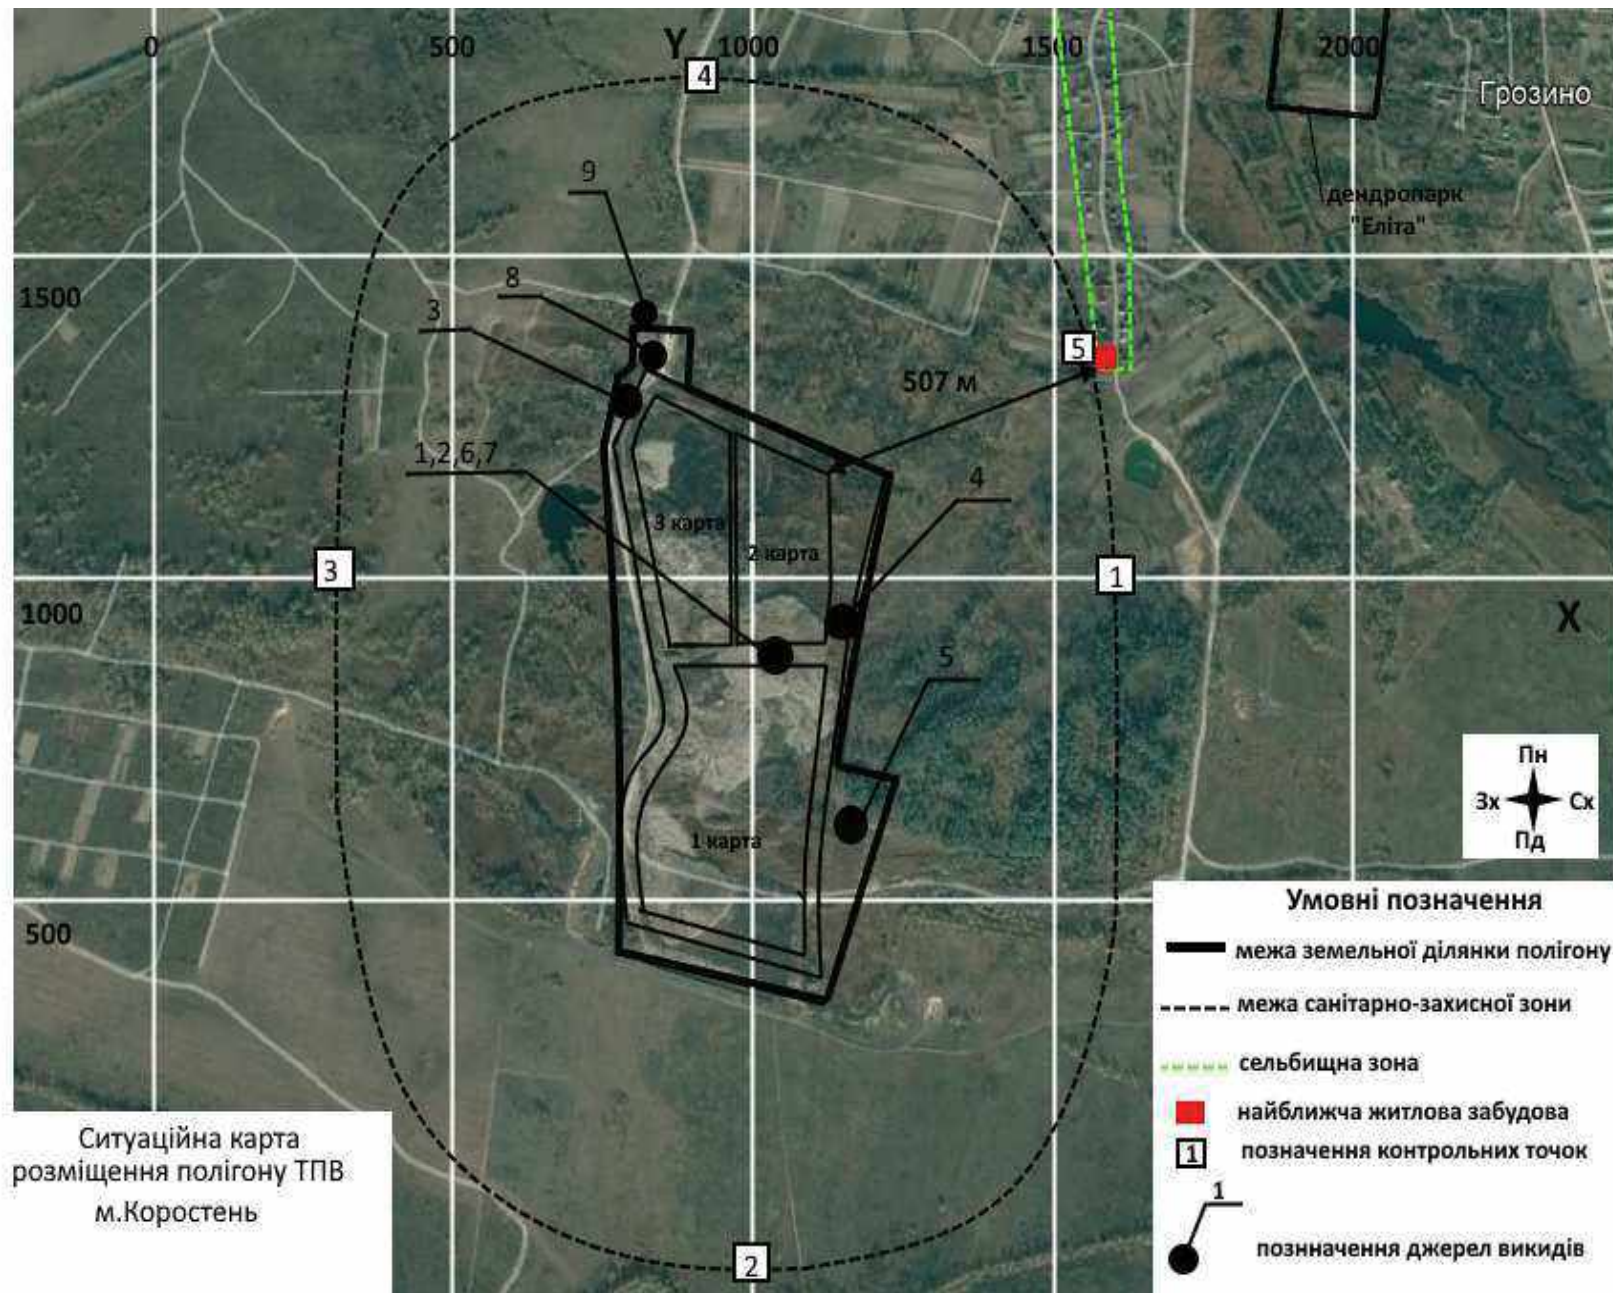 0
500
Y
1000
1500
2000
4
Грозино
9
дендропарк
"Еліта"
8
1500
3
5
507 м
1,2,6,7
4
3 карта
2 карта
3
1
1000
X
5
Пн
Зх
Сх
Пд
1 карта
500
Умовні позначення
межа земельної ділянки полігону
межа санітарно-захисної зони
сельбищна зона
найближча житлова забудова
1
позначення контрольних точок
1
познначення джерел викидів
Ситуаційна карта
розміщення полігону ТПВ
м.Коростень
2